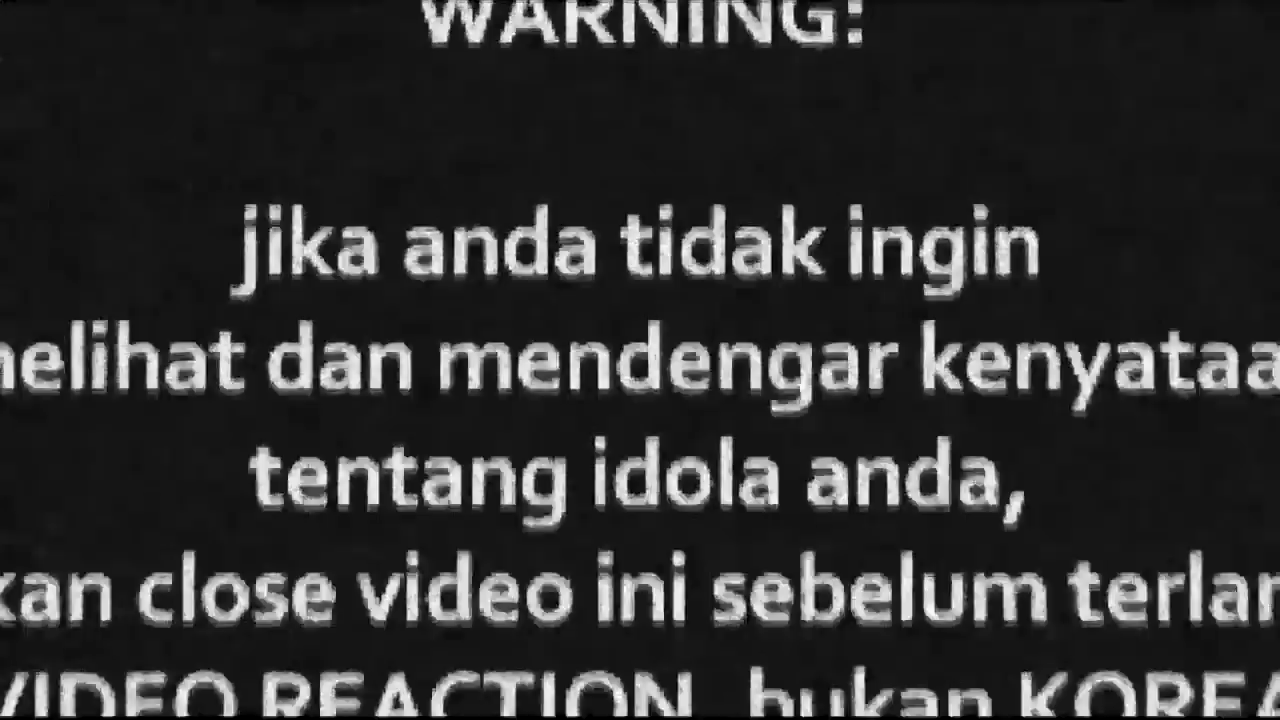 WARNING:
jika anda tidak ingin
elihat dan mendengar kenyataa
tentang idola anda,
kan close video ini sebelum terla
VIDEO REACTION, bukan KOREA